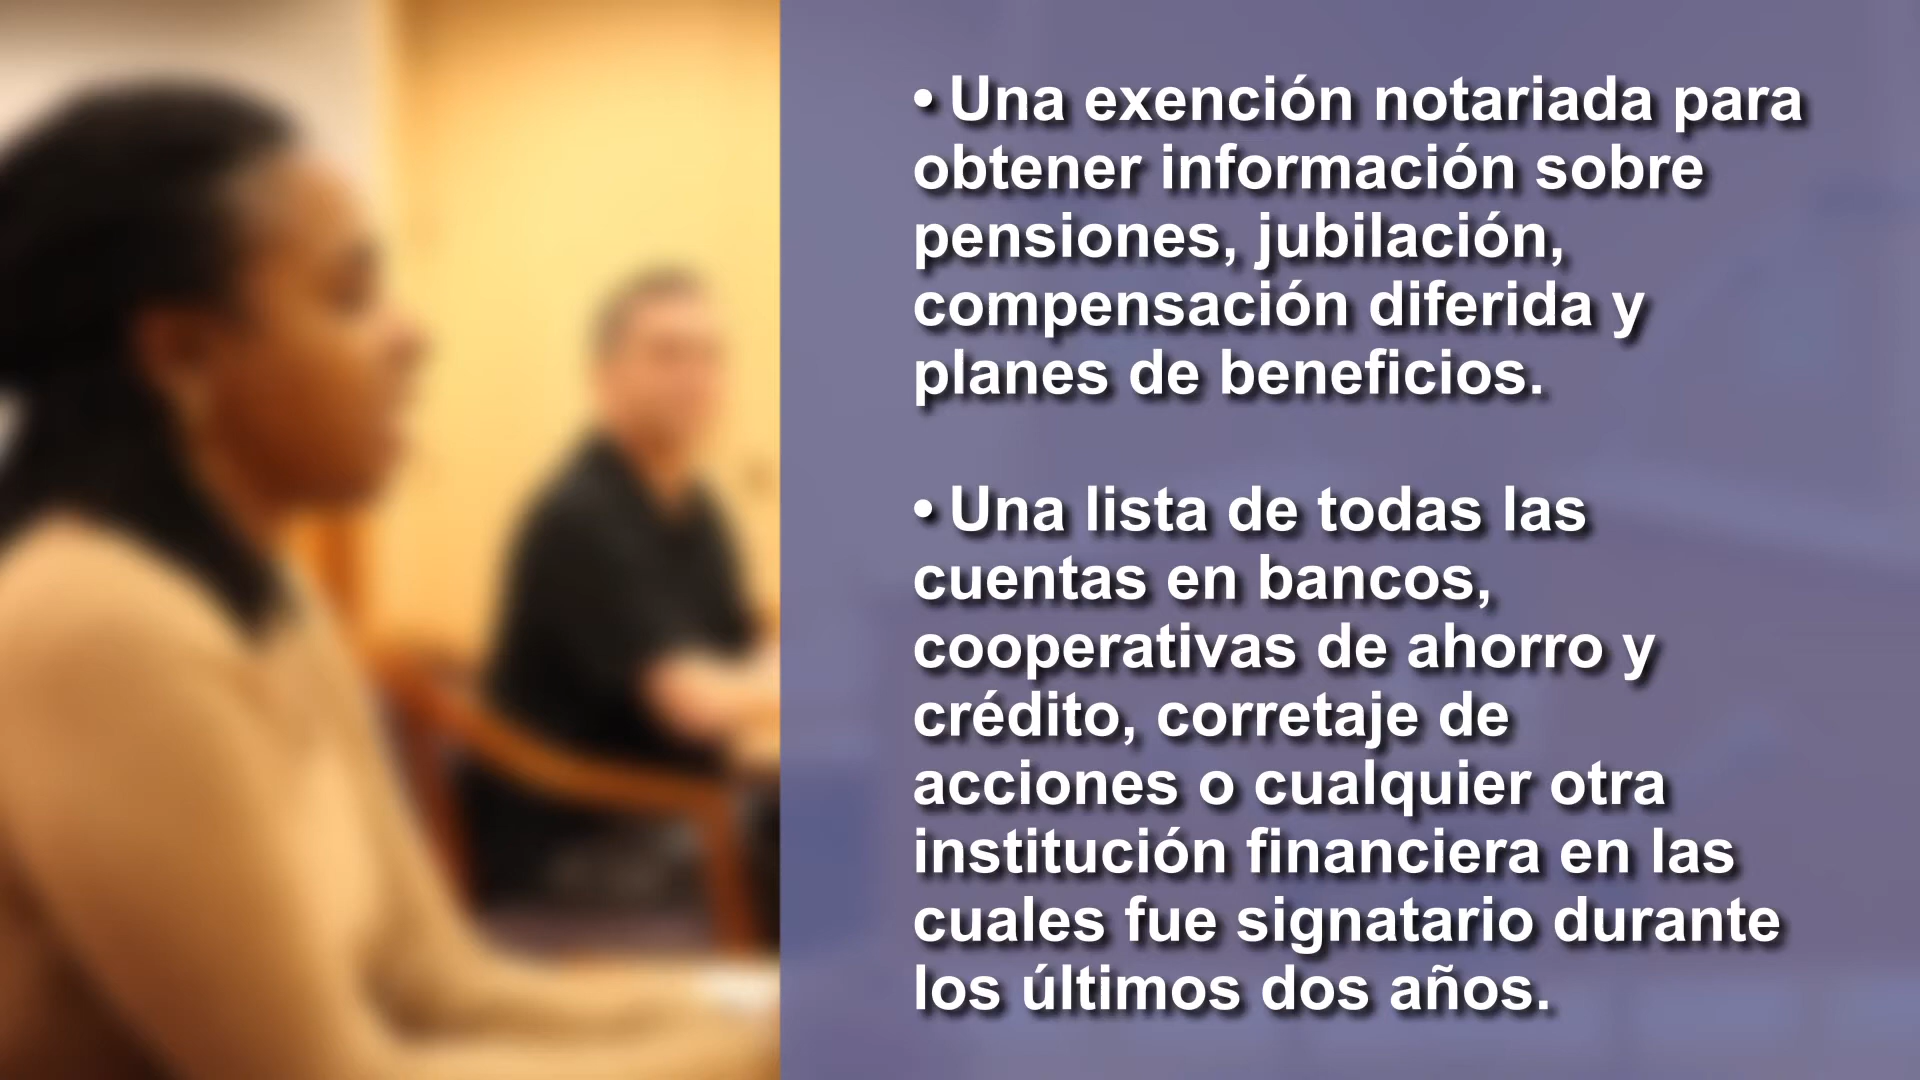 • Una exención notariada para
obtener información sobre
pensiones, jubilación,
compensación diferida y
planes de beneficios.
• Una lista de todas las
cuentas en bancos,
cooperativas de ahorro y
crédito, corretaje de
acciones o cualquier otra
institución financiera en las
cuales fue signatario durante
los últimos dos años.